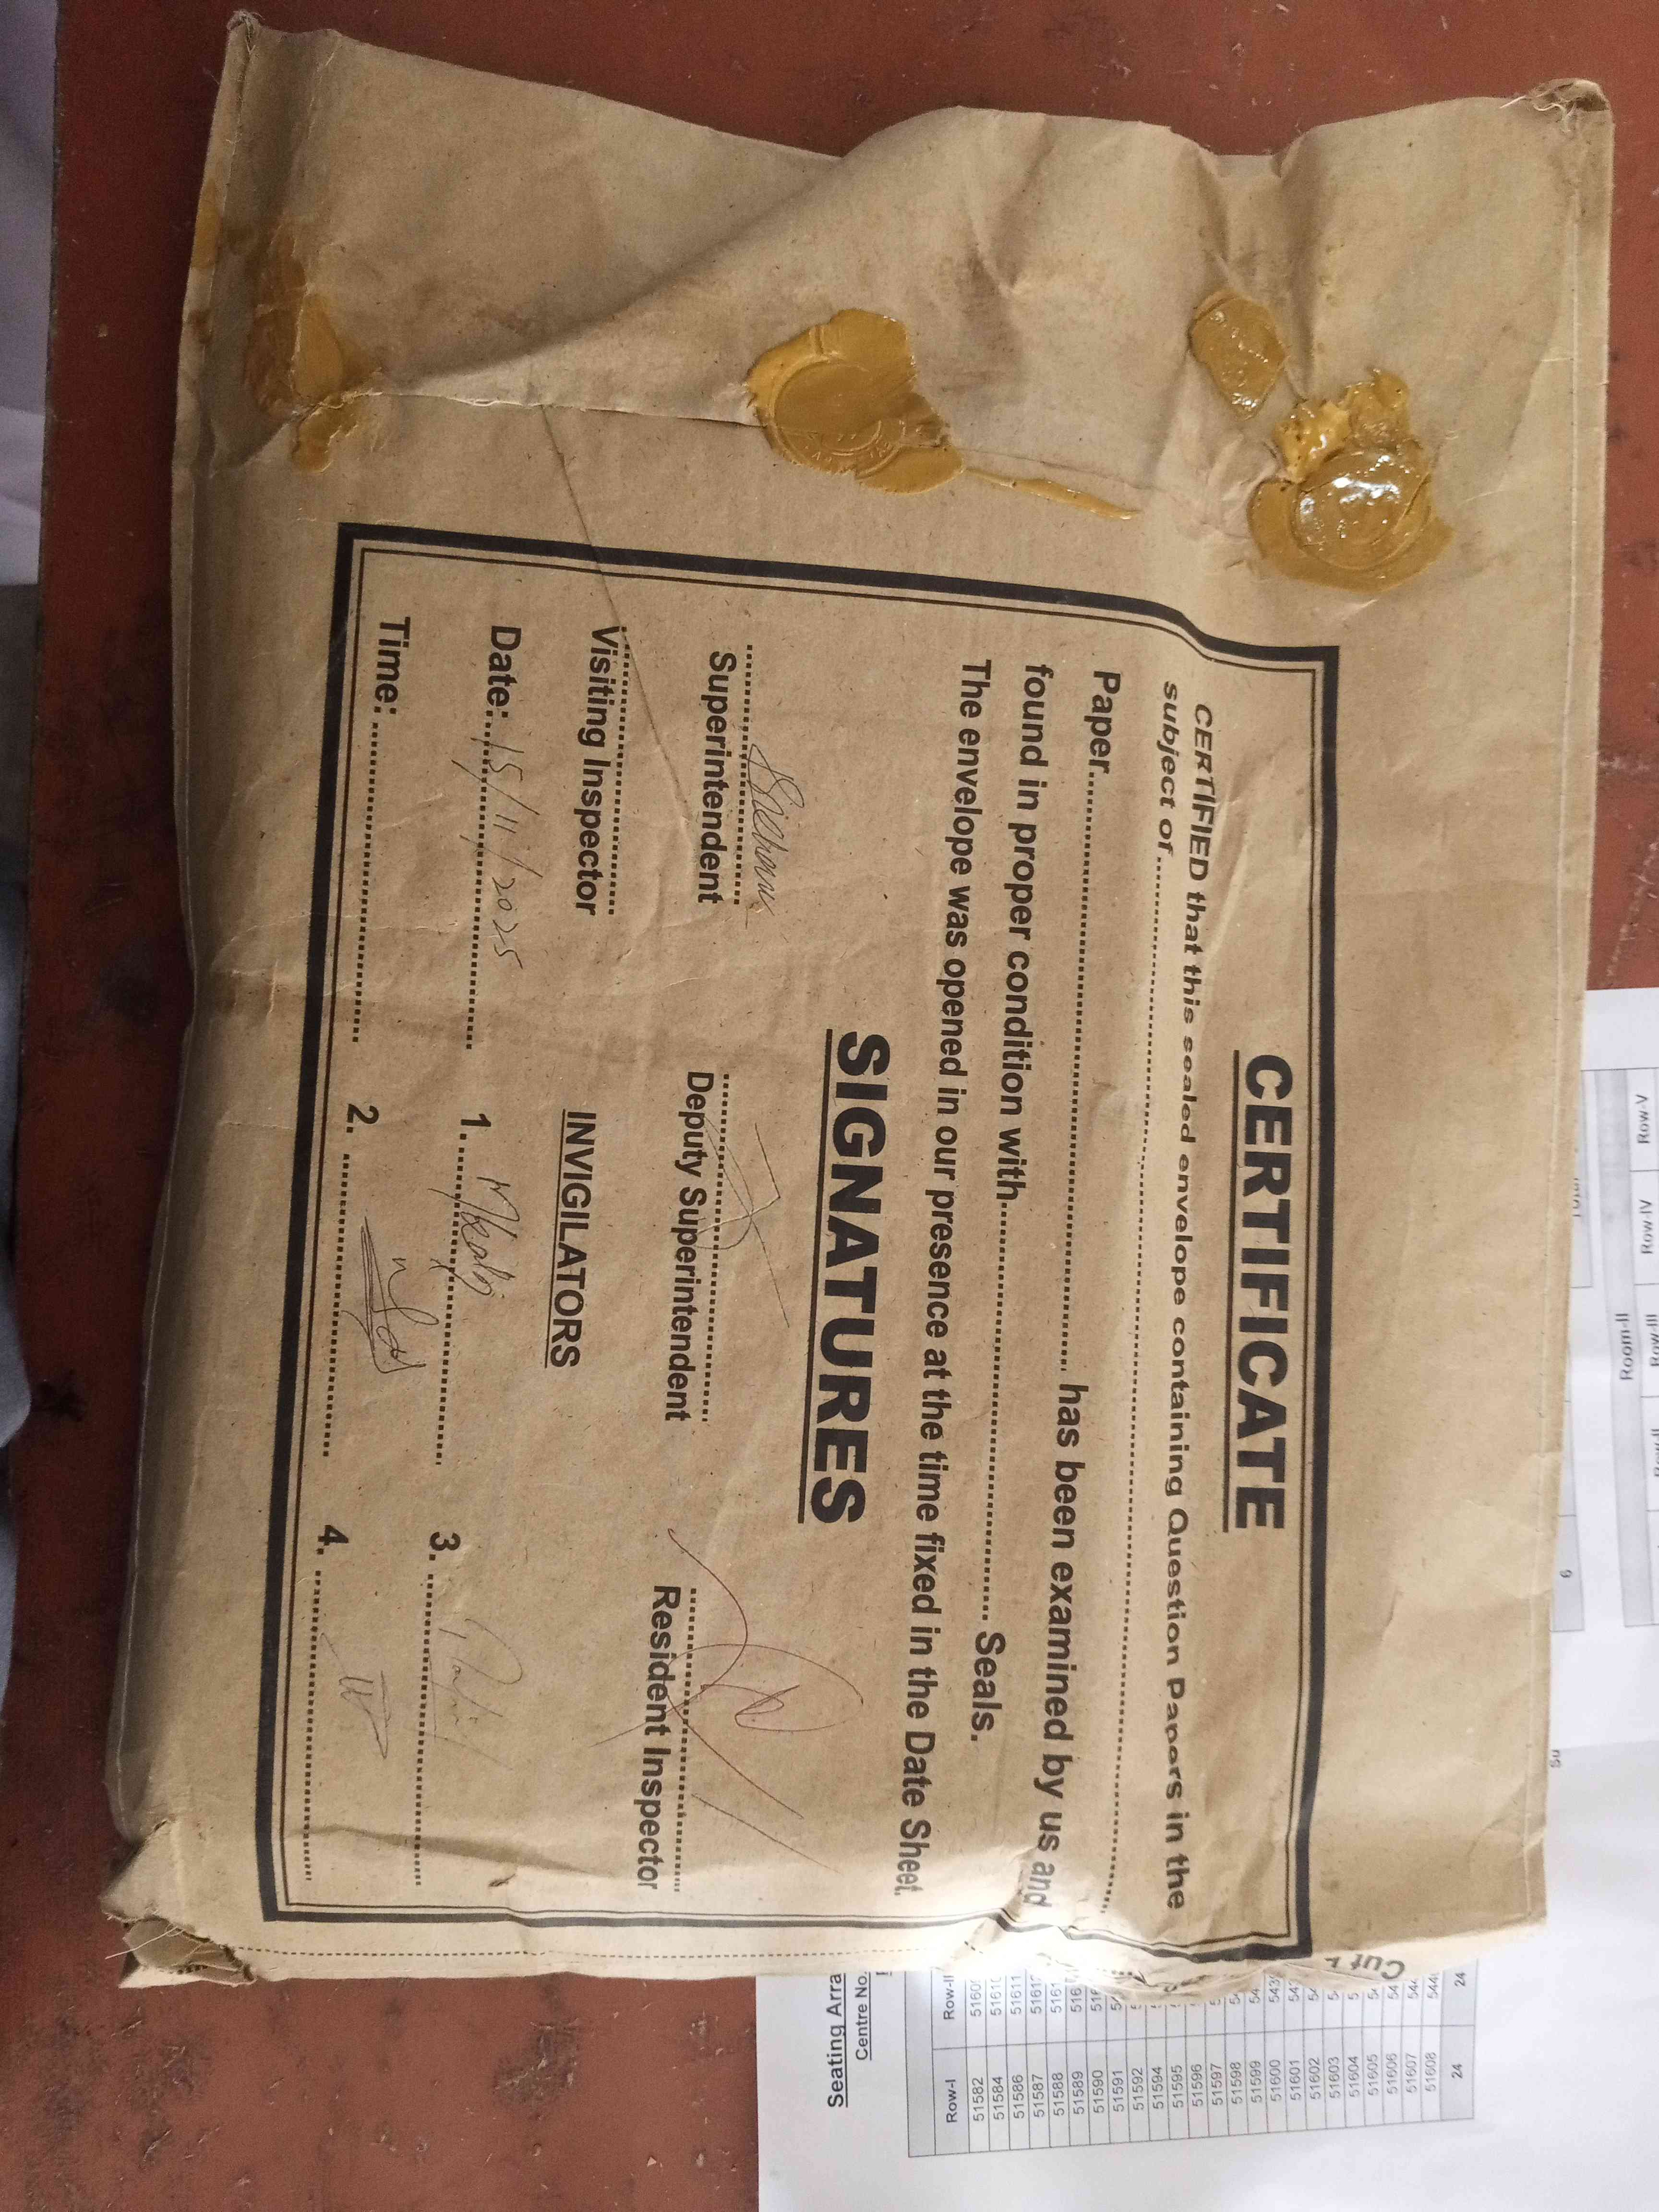 CERTIFICATE
CERTIFIED that this sealed envelope containing Question Papers in the
subject of
Paper has been examined by us and
found in proper condition with Seals.
The envelope was opened in our presence at the time fixed in the Date Sheet.
SIGNATURES
Superintendent
Deputy Superintendent
Resident Inspector
Visiting Inspector
INVIGILATORS
Date: 15/11/2025
1.
3.
Time:
2.
4.
Cut
Row-V
Row-IV
Row-III
Room-II
Seating Arra
Centre No.
Row-I
Row-II
51582
51584
51586
51587
51588
51589
51590
51591
51592
51594
51595
51596
51597
51598
51599
51600
51601
51602
51603
51604
51605
51606
51607
51608
24
24